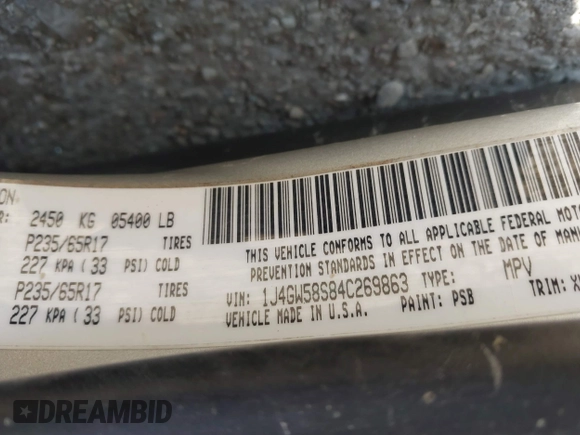 ON
R: 2450 KG 05400 LB
P235/65R17 TIRES
227 KPA ( 33 PSI) COLD
P235/65R17 TIRES
227 KPA ( 33 PSI) COLD
THIS VEHICLE CONFORMS TO ALL APPLICABLE FEDERAL MOTO
PREVENTION STANDARDS IN EFFECT ON THE DATE OF MANU
VIN: 1J4GW58S84C269863 TYPE: MPV
VEHICLE MADE IN U.S.A. PAINT: PSB TRIM: X
DREAMBID